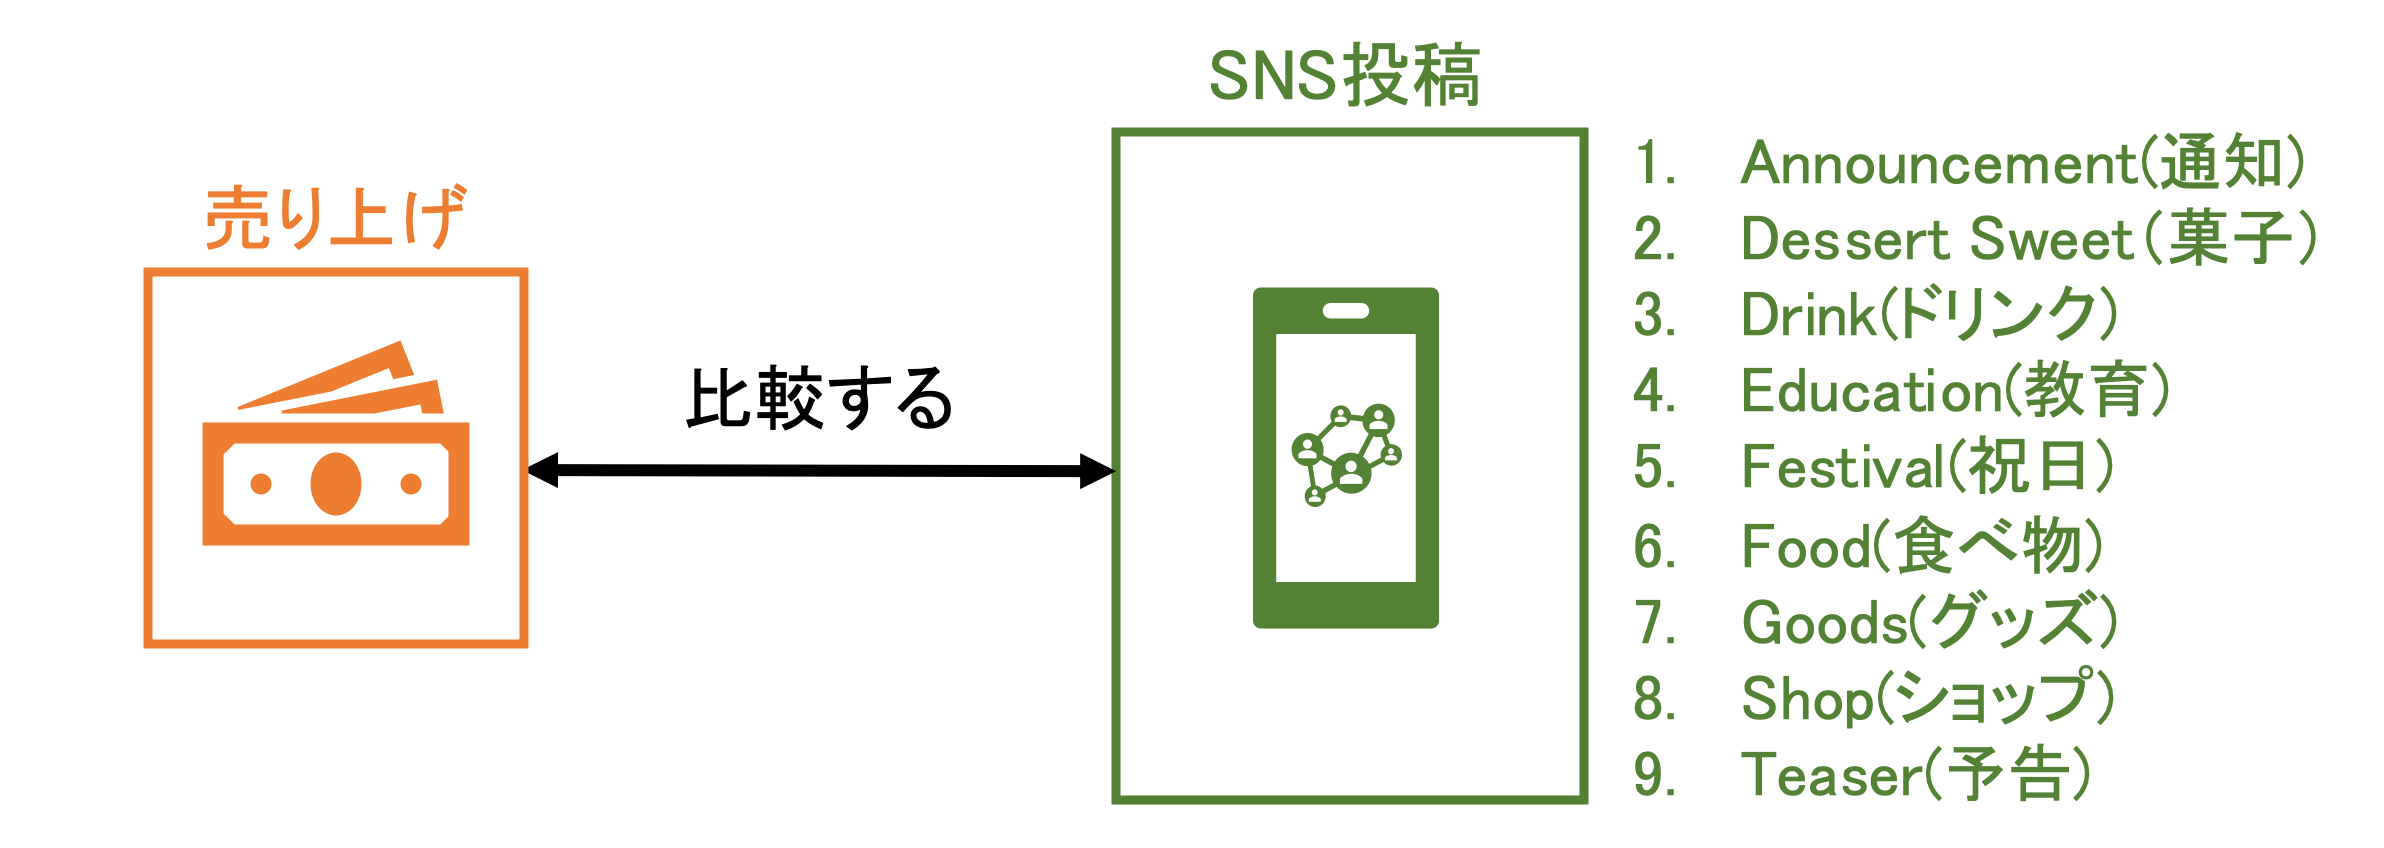 SNS投稿
売り上げ
比較する
1. Announcement(通知)
2. Dessert Sweet(菓子)
3. Drink(ドリンク)
4. Education(教育)
5. Festival(祝日)
6. Food(食べ物)
7. Goods(グッズ)
8. Shop(ショップ)
9. Teaser(予告)